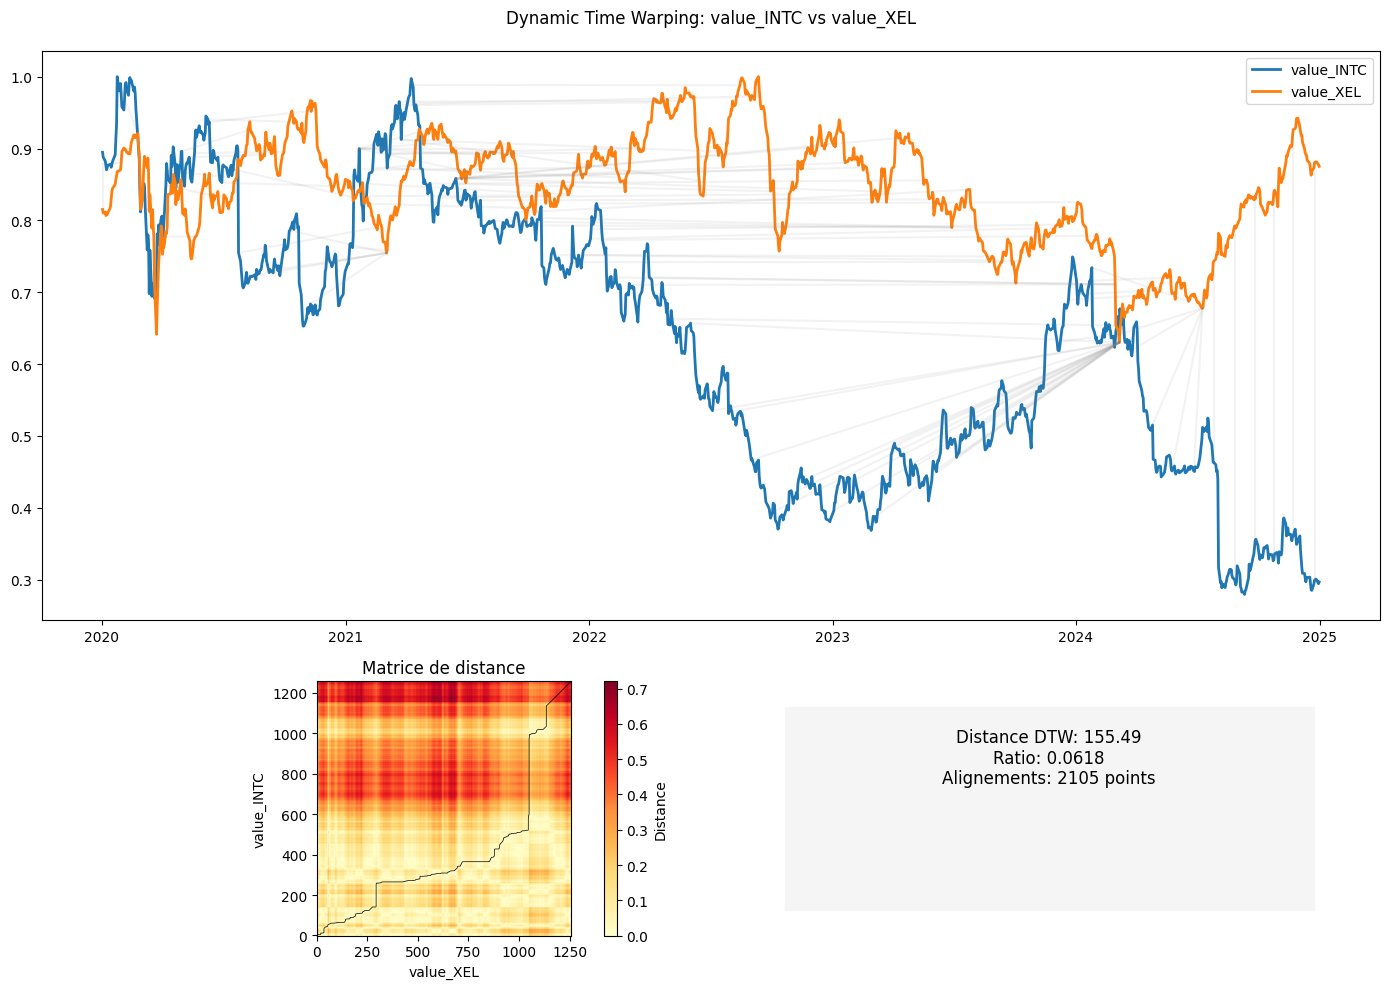 Dynamic Time Warping: value_INTC vs value_XEL
value_INTC
value_XEL
1.0
0.9
0.8
0.7
0.6
0.5
0.4
0.3
2020 2021 2022 2023 2024 2025
Matrice de distance
value_INTC
1200
1000
800
600
400
200
0
0 250 500 750 1000 1250
value_XEL
0.7
0.6
0.5
0.4
0.3
0.2
0.1
0.0
Distance
Distance DTW: 155.49
Ratio: 0.0618
Alignements: 2105 points